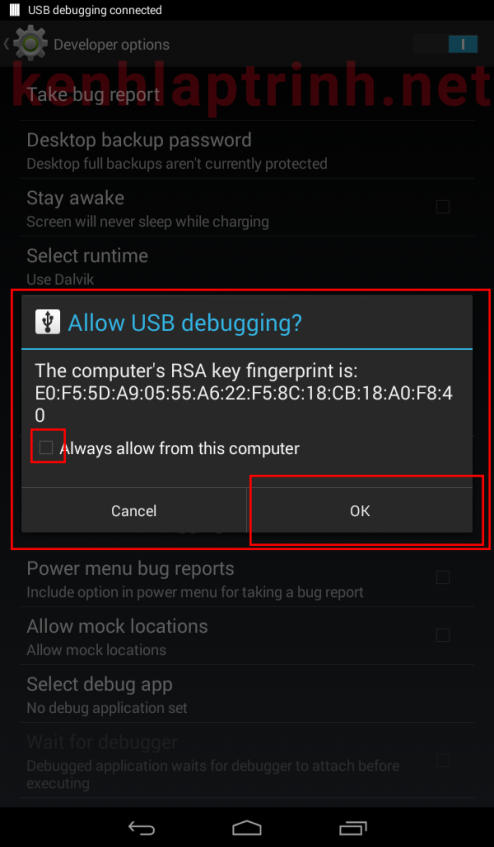 USB debugging connected
Developer options
kenhlaptrinh.net
Take bug report
Desktop backup password
Desktop full backups aren't currently protected
Stay awake
Screen will never sleep while charging
Select runtime
Use Dalvik
Allow USB debugging?
The computer's RSA key fingerprint is:
E0:F5:5D:A9:05:55:A6:22:F5:8C:18:CB:18:A0:F8:4
0
Always allow from this computer
Cancel
OK
Power menu bug reports
Include option in power menu for taking a bug report
Allow mock locations
Allow mock locations
Select debug app
No debug application set
Wait for debugger
Debugged application waits for debugger to attach before
executing